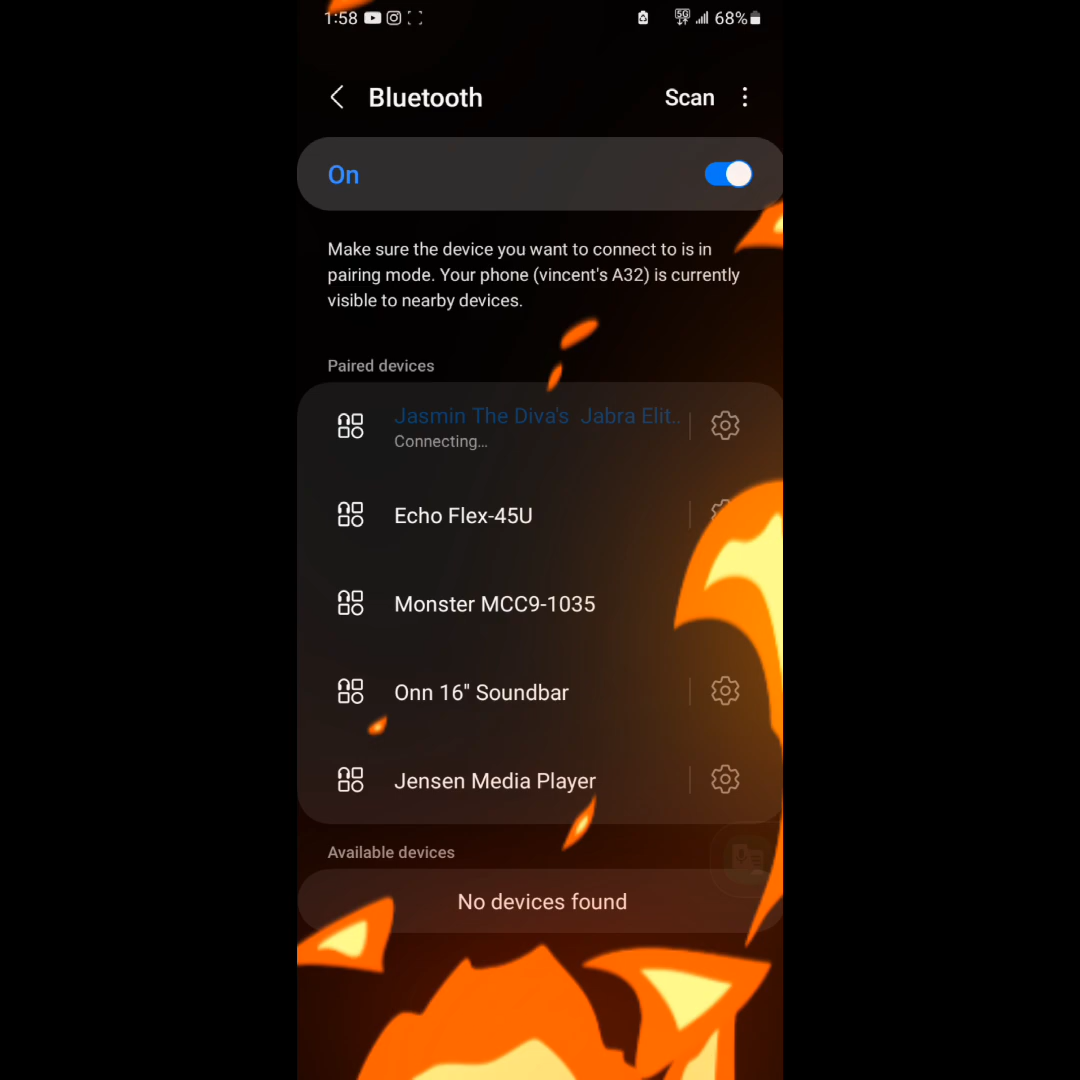 1:58 5G 68%
Bluetooth Scan
On
Make sure the device you want to connect to is in
pairing mode. Your phone (vincent's A32) is currently
visible to nearby devices.
Paired devices
Jasmin The Diva's Jabra Elit..
Connecting...
Echo Flex-45U
Monster MCC9-1035
Onn 16" Soundbar
Jensen Media Player
Available devices
No devices found